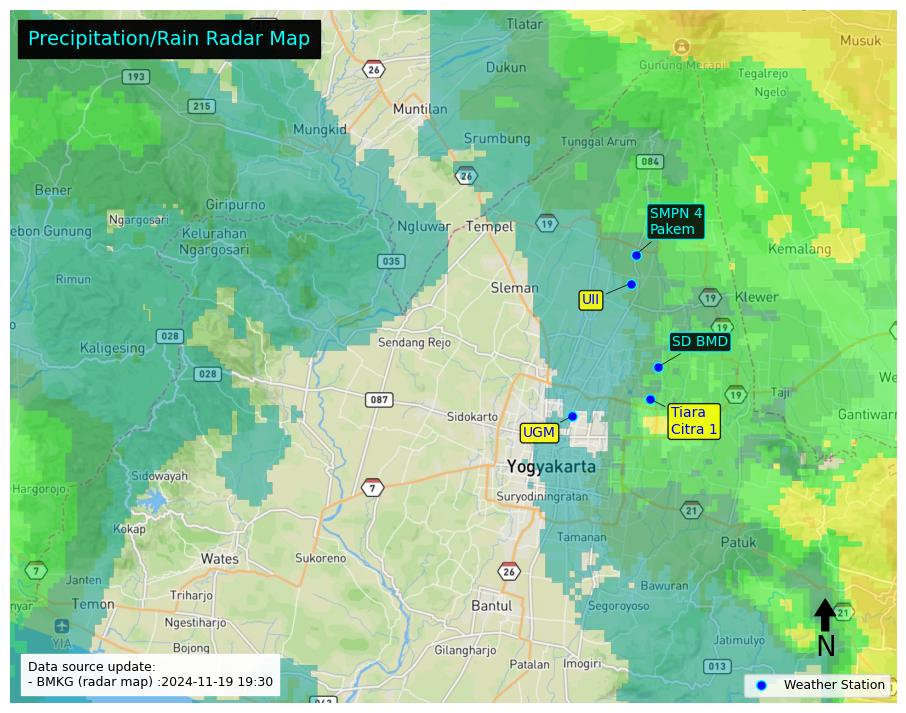 Precipitation/Rain Radar Map
Tlatar
Musuk
26
Gunung Merapi
Dukun
Tegalrejo
193
Ngelo
215
Muntilan
Mungkid
Srumbung
Tunggal Arum
084
26
Bener
Giripurno
SMPN 4
Pakem
Ngargosari
Ngluwar
Tempel
19
ebon Gunung
Kelurahan
Ngargosari
Kemalang
035
Rimun
Sleman
UII
19
Klewer
19
028
Sendang Rejo
SD BMD
Kaligesing
028
We
087
19
Taji
Sidokarto
Tiara
Citra 1
Gantiwarn
UGM
Yogyakarta
Sidowayah
Hargorojo
7
Suryodiningratan
21
Kokap
Tamanan
Patuk
Wates
Sukoreno
7
26
Janten
Bawuran
nyar
Temon
Triharjo
Bantul
Segoroyoso
21
YIA
Ngestiharjo
N
Bojong
Gilangharjo
Jatimulyo
Patalan
Imogiri
013
Data source update:
- BMKG (radar map) :2024-11-19 19:30
Weather Station